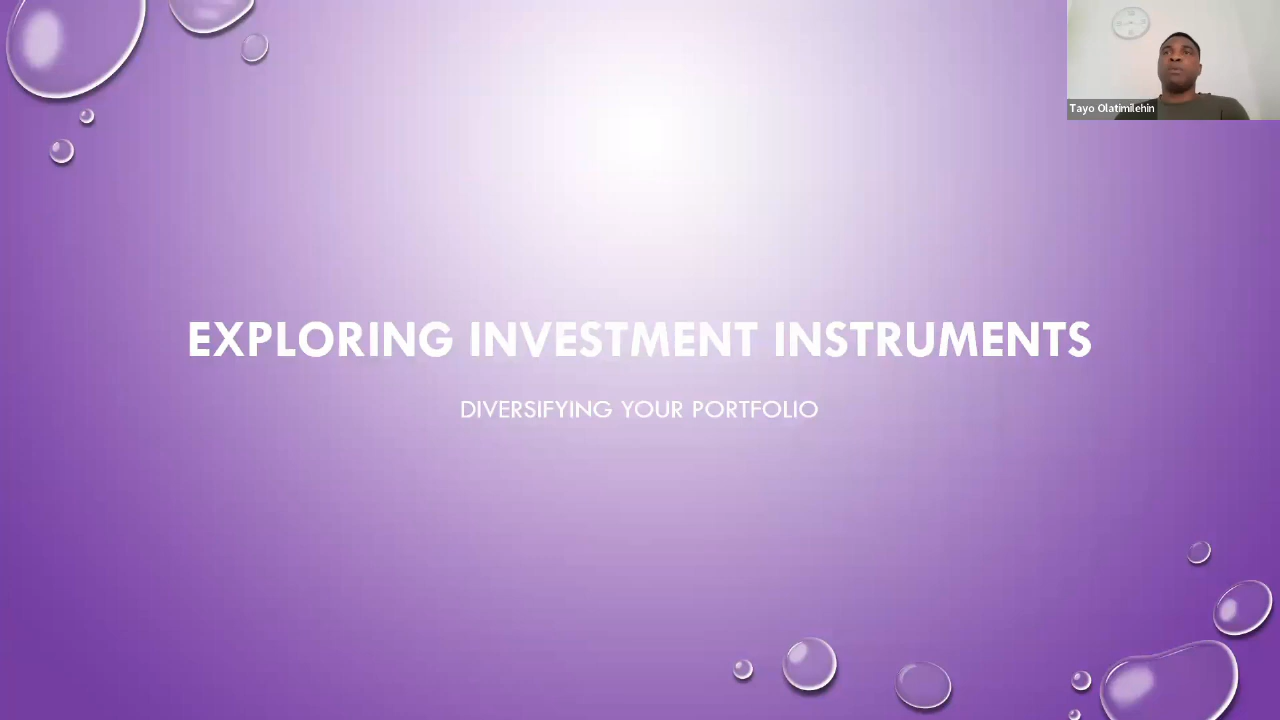 Tayo Olatimilehin
EXPLORING INVESTMENT INSTRUMENTS
DIVERSIFYING YOUR PORTFOLIO